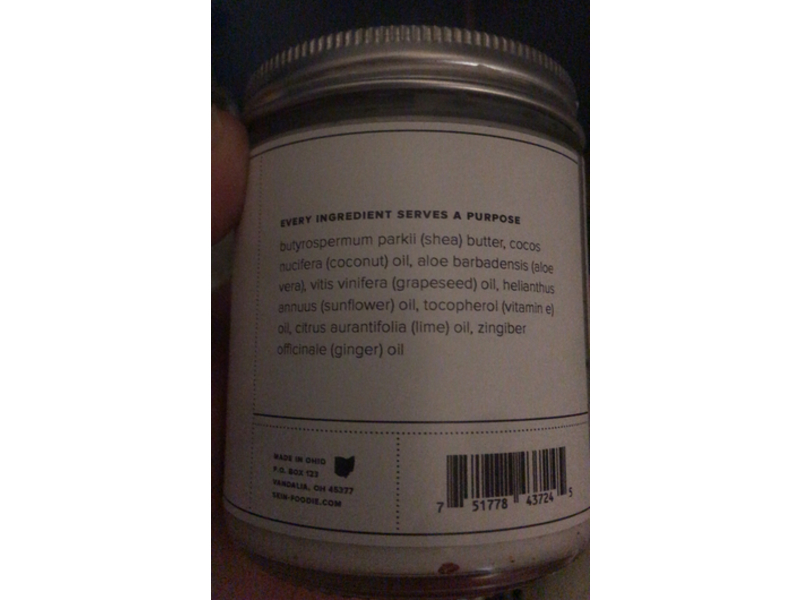 EVERY INGREDIENT SERVES A PURPOSE
butyrospermum parkii (shea) butter, cocos
nucifera (coconut) oil, aloe barbadensis (aloe
vera), vitis vinifera (grapeseed) oil, helianthus
annuus (sunflower) oil, tocopherol (vitamin e)
oil, citrus aurantifolia (lime) oil, zingiber
officinale (ginger) oil
MADE IN OHIO
P.O. BOX 123
VANDALIA, OH 45377
SKIN-FOODIE.COM
7 51778 43724 5